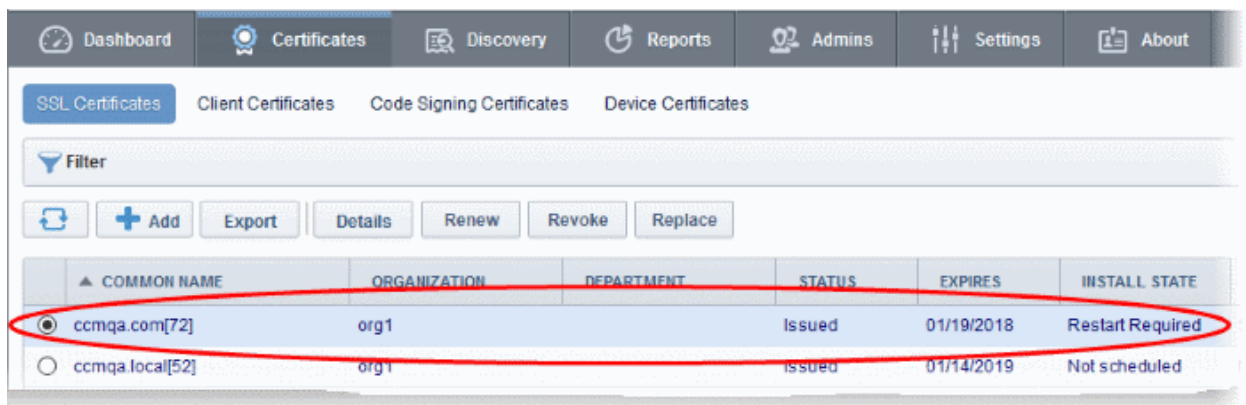 Dashboard Certificates Discovery Reports Admins Settings About
SSL Certificates Client Certificates Code Signing Certificates Device Certificates
Filter
Add Export Details Renew Revoke Replace
COMMON NAME ORGANIZATION DEPARTMENT STATUS EXPIRES INSTALL STATE
ccmqa.com[72] org1 Issued 01/19/2018 Restart Required
ccmqa.local[52] org1 Issued 01/14/2019 Not scheduled